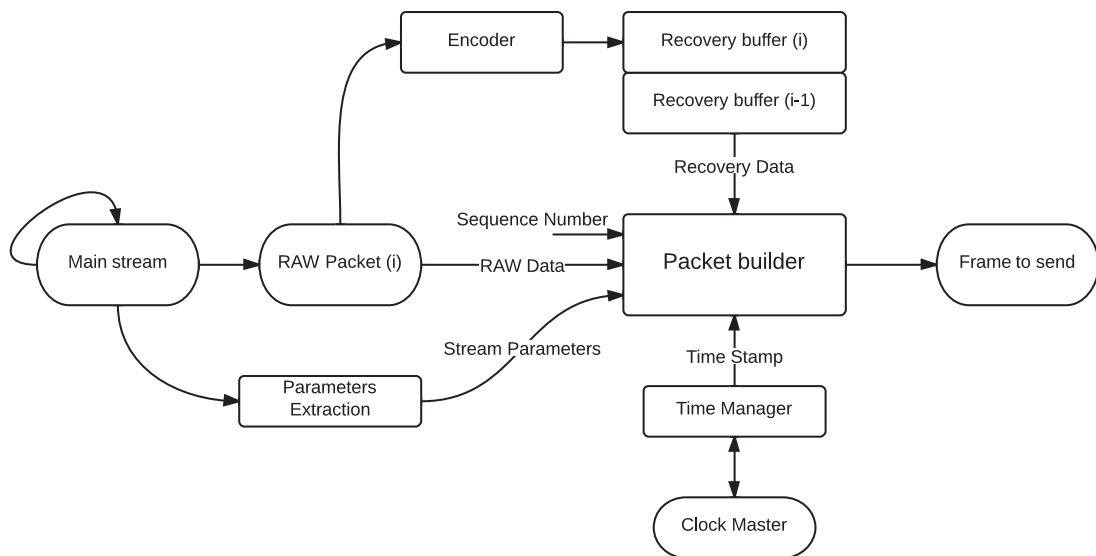 Encoder
Recovery buffer (i)
Recovery buffer (i-1)
Recovery Data
Sequence Number
Main stream
RAW Packet (i)
RAW Data
Packet builder
Frame to send
Stream Parameters
Time Stamp
Parameters
Extraction
Time Manager
Clock Master